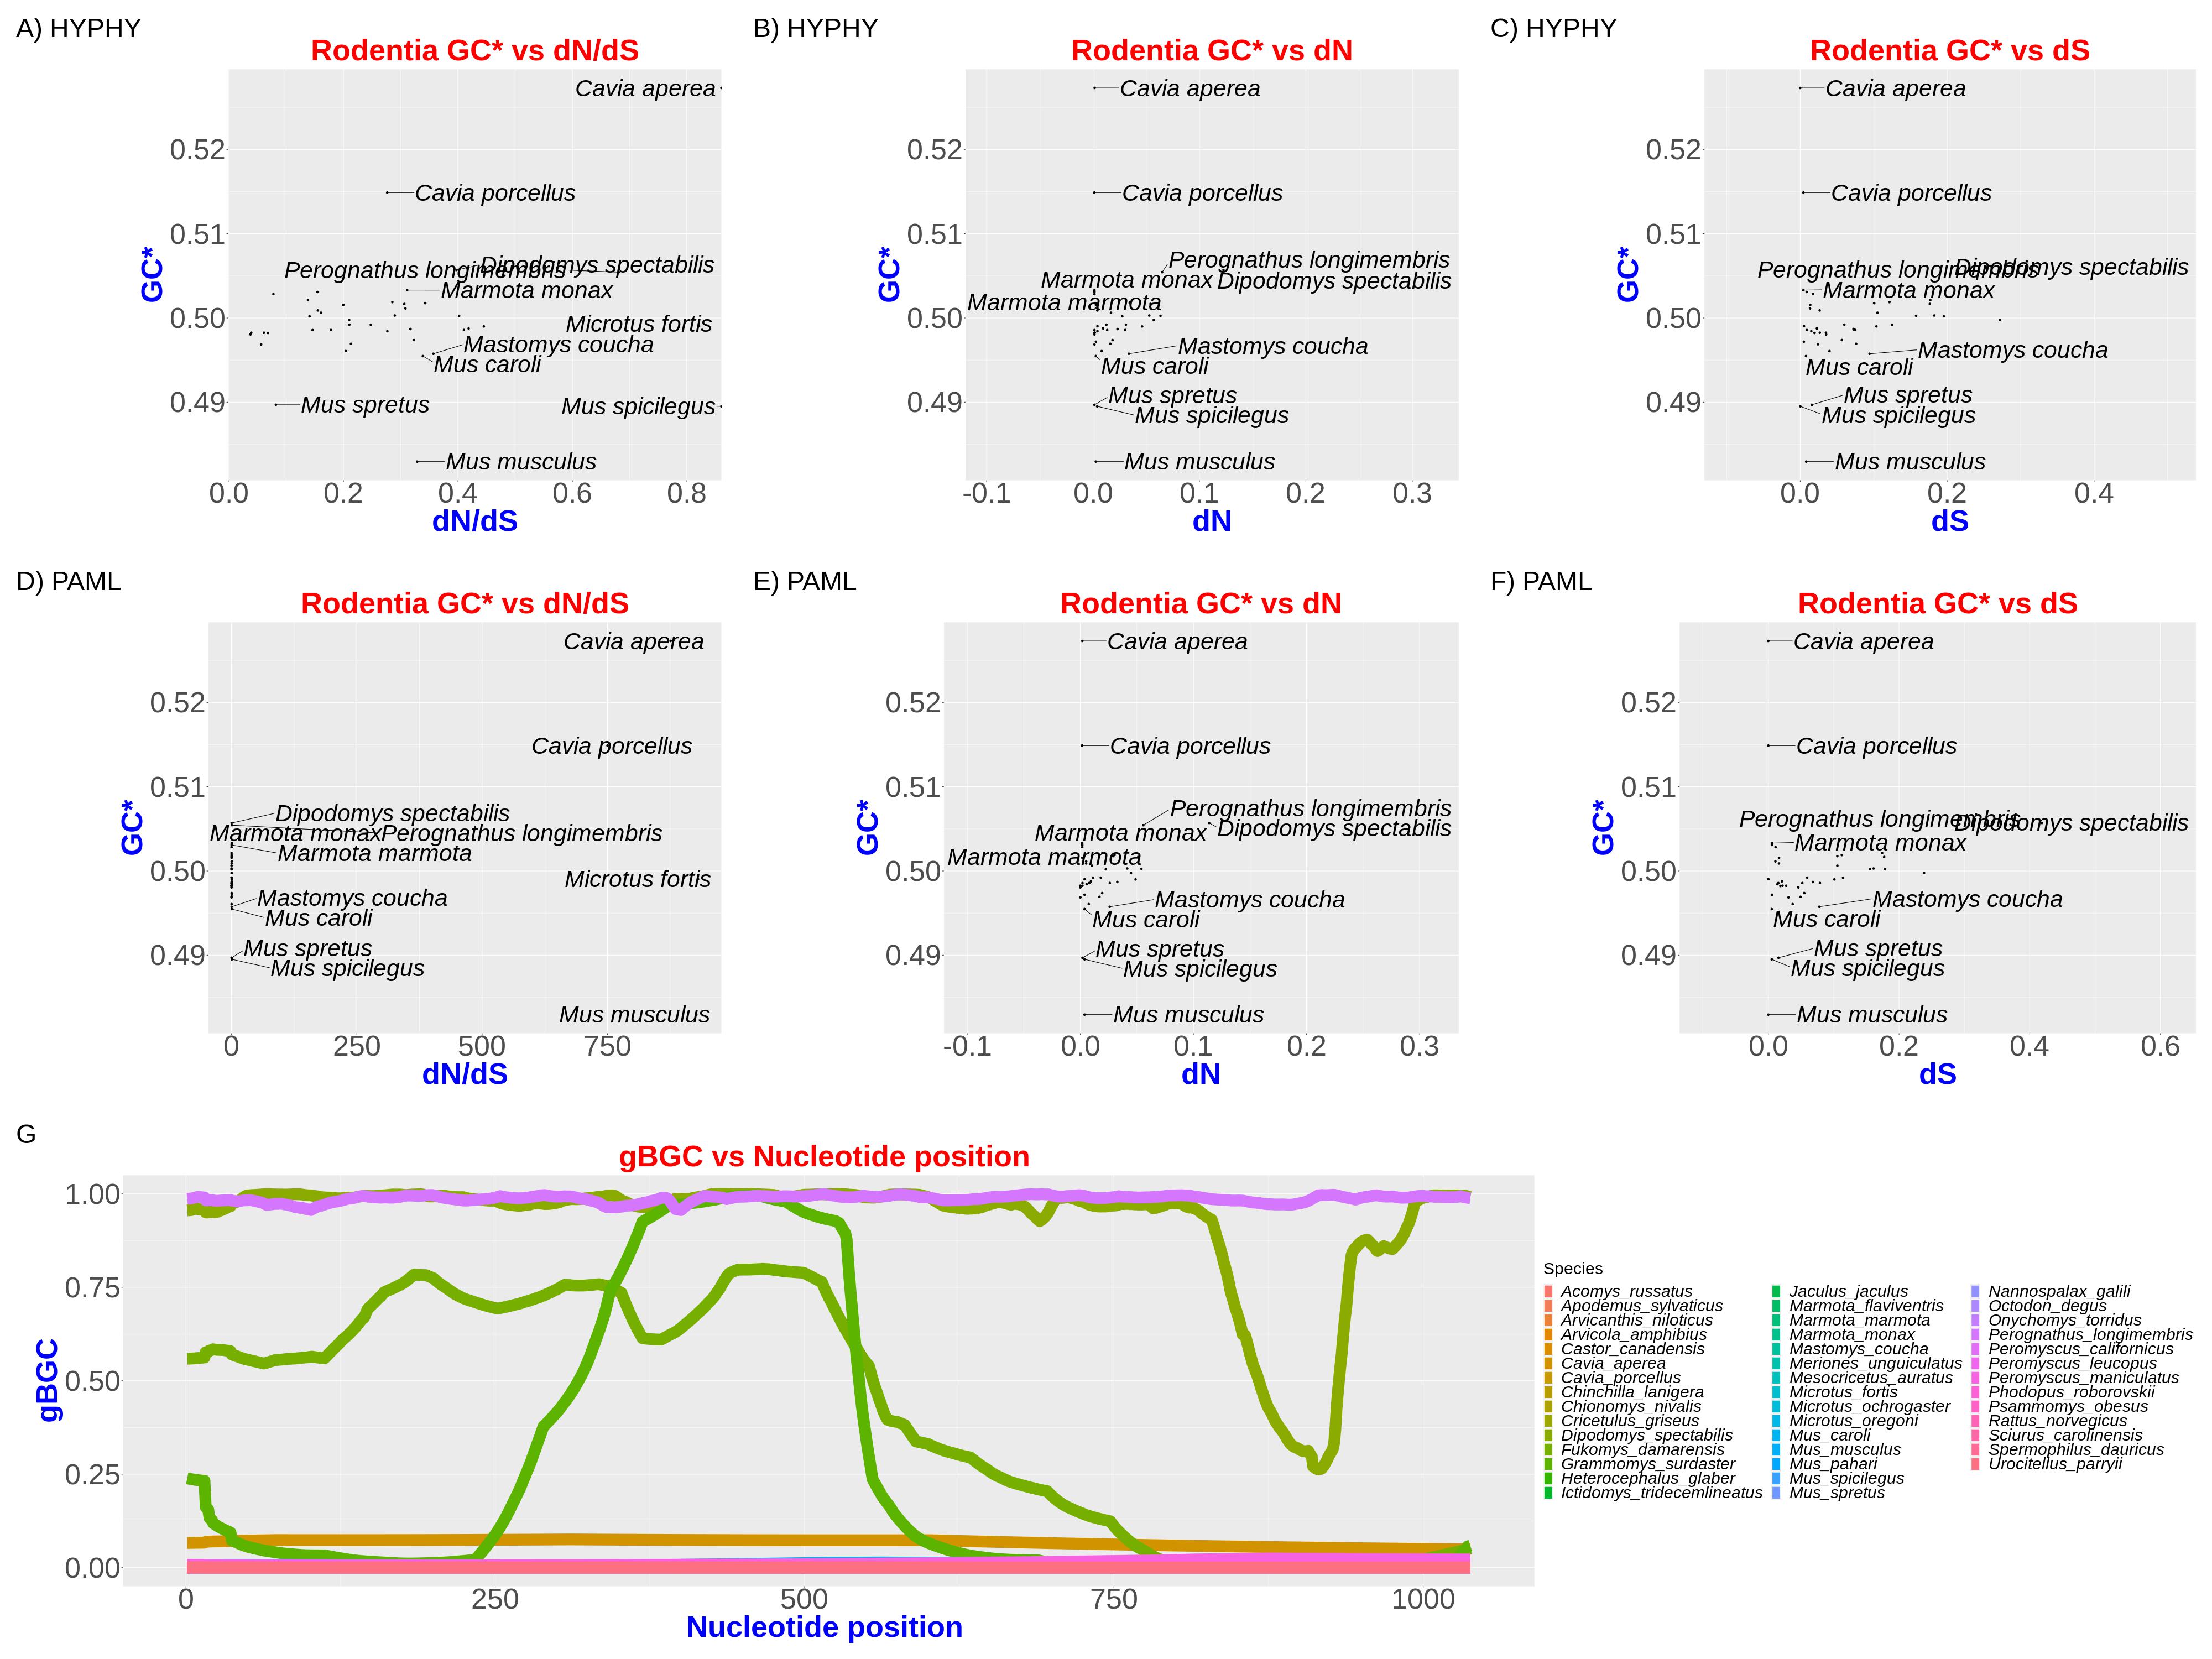 A) HYPHY
Rodentia GC* vs dN/dS
Cavia aperea
0.52
Cavia porcellus
0.51
GC*
Perognathus longimembris
Dipodomys spectabilis
Marmota monax
0.50
Microtus fortis
Mastomys coucha
Mus caroli
0.49
Mus spretus
Mus spicilegus
Mus musculus
0.0 0.2 0.4 0.6 0.8
dN/dS
B) HYPHY
Rodentia GC* vs dN
Cavia aperea
0.52
Cavia porcellus
0.51
GC*
Perognathus longimembris
Marmota monax
Dipodomys spectabilis
Marmota marmota
0.50
Mastomys coucha
Mus caroli
0.49
Mus spretus
Mus spicilegus
Mus musculus
-0.1 0.0 0.1 0.2 0.3
dN
C) HYPHY
Rodentia GC* vs dS
Cavia aperea
0.52
Cavia porcellus
0.51
GC*
Perognathus longimembris
Dipodomys spectabilis
Marmota monax
0.50
Mastomys coucha
Mus caroli
0.49
Mus spretus
Mus spicilegus
Mus musculus
0.0 0.2 0.4
dS
D) PAML
Rodentia GC* vs dN/dS
Cavia aperea
0.52
Cavia porcellus
0.51
GC*
Dipodomys spectabilis
Marmota monax
Perognathus longimembris
Marmota marmota
0.50
Microtus fortis
Mastomys coucha
Mus caroli
0.49
Mus spretus
Mus spicilegus
Mus musculus
0 250 500 750
dN/dS
E) PAML
Rodentia GC* vs dN
Cavia aperea
0.52
Cavia porcellus
0.51
GC*
Perognathus longimembris
Marmota monax
Dipodomys spectabilis
Marmota marmota
0.50
Mastomys coucha
Mus caroli
0.49
Mus spretus
Mus spicilegus
Mus musculus
-0.1 0.0 0.1 0.2 0.3
dN
F) PAML
Rodentia GC* vs dS
Cavia aperea
0.52
Cavia porcellus
0.51
GC*
Perognathus longimembris
Dipodomys spectabilis
Marmota monax
0.50
Mastomys coucha
Mus caroli
0.49
Mus spretus
Mus spicilegus
Mus musculus
0.0 0.2 0.4 0.6
dS
G
gBGC vs Nucleotide position
1.00
0.75
0.50
0.25
0.00
gBGC
0 250 500 750 1000
Nucleotide position
Species
Acomys_russatus
Apodemus_sylvaticus
Arvicanthis_niloticus
Arvicola_amphibius
Castor_canadensis
Cavia_aperea
Cavia_porcellus
Chinchilla_lanigera
Chionomys_nivalis
Cricetulus_griseus
Dipodomys_spectabilis
Fukomys_damarensis
Grammomys_surdaster
Heterocephalus_glaber
Ictidomys_tridecemlineatus
Jaculus_jaculus
Marmota_flaviventris
Marmota_marmota
Marmota_monax
Mastomys_coucha
Meriones_unguiculatus
Mesocricetus_auratus
Microtus_fortis
Microtus_ochrogaster
Microtus_oregoni
Mus_caroli
Mus_musculus
Mus_pahari
Mus_spicilegus
Mus_spretus
Nannospalax_galili
Octodon_degus
Onychomys_torridus
Perognathus_longimembris
Peromyscus_californicus
Peromyscus_leucopus
Peromyscus_maniculatus
Phodopus_roborovskii
Psammomys_obesus
Rattus_norvegicus
Sciurus_carolinensis
Spermophilus_dauricus
Urocitellus_parryii